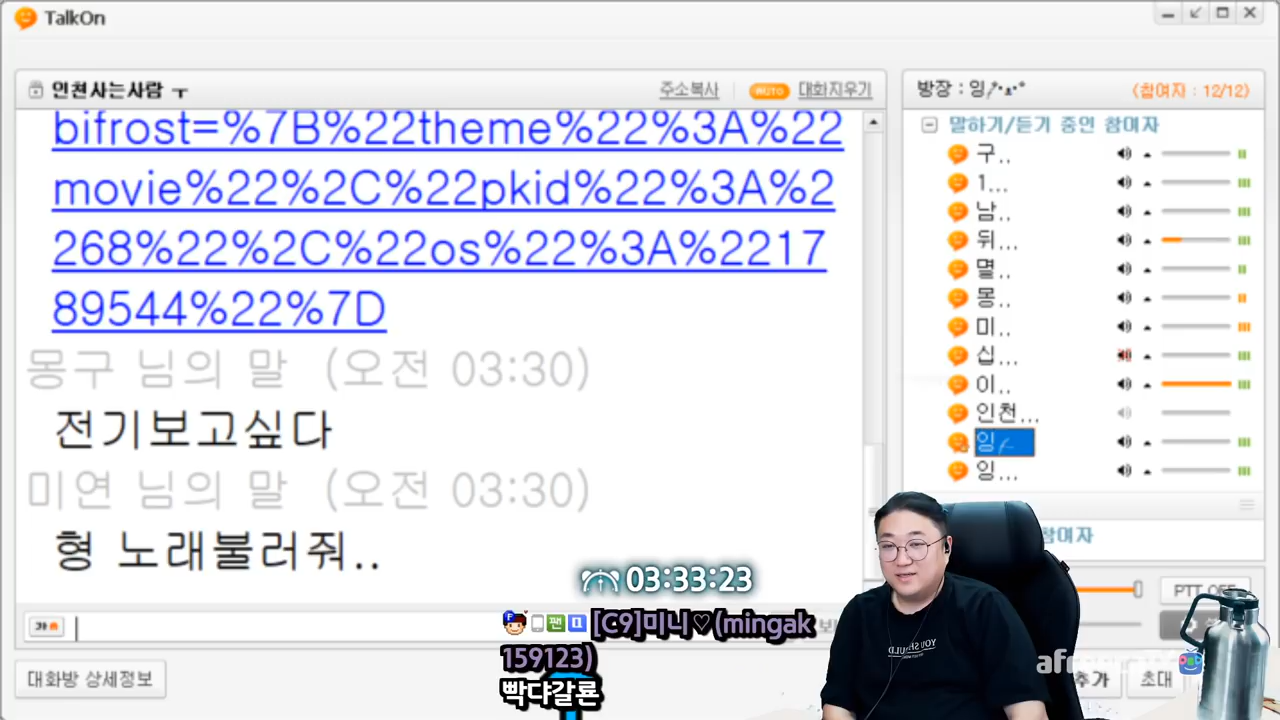 TalkOn
인천사는사람 ㅜ
주소복사
AUTO
대화지우기
bifrost=%7B%22theme%22%3A%22
movie%22%2C%22pkid%22%3A%2
268%22%2C%22os%22%3A%2217
89544%22%7D
몽구 님의 말 (오전 03:30)
전기보고싶다
미연 님의 말 (오전 03:30)
형 노래불러줘..
가
대화방 상세정보
방장 : 잉
(참여자 : 12/12)
말하기/듣기 중인 참여자
구..
1...
남..
뒤...
멸..
몽..
미..
십...
이..
인천...
잉
잉...
참여자
PTT OFF
추가
초대
03:33:23
팬
[C9]미니♡(mingak
159123)
빡댜갈룐
YOU SHOULD